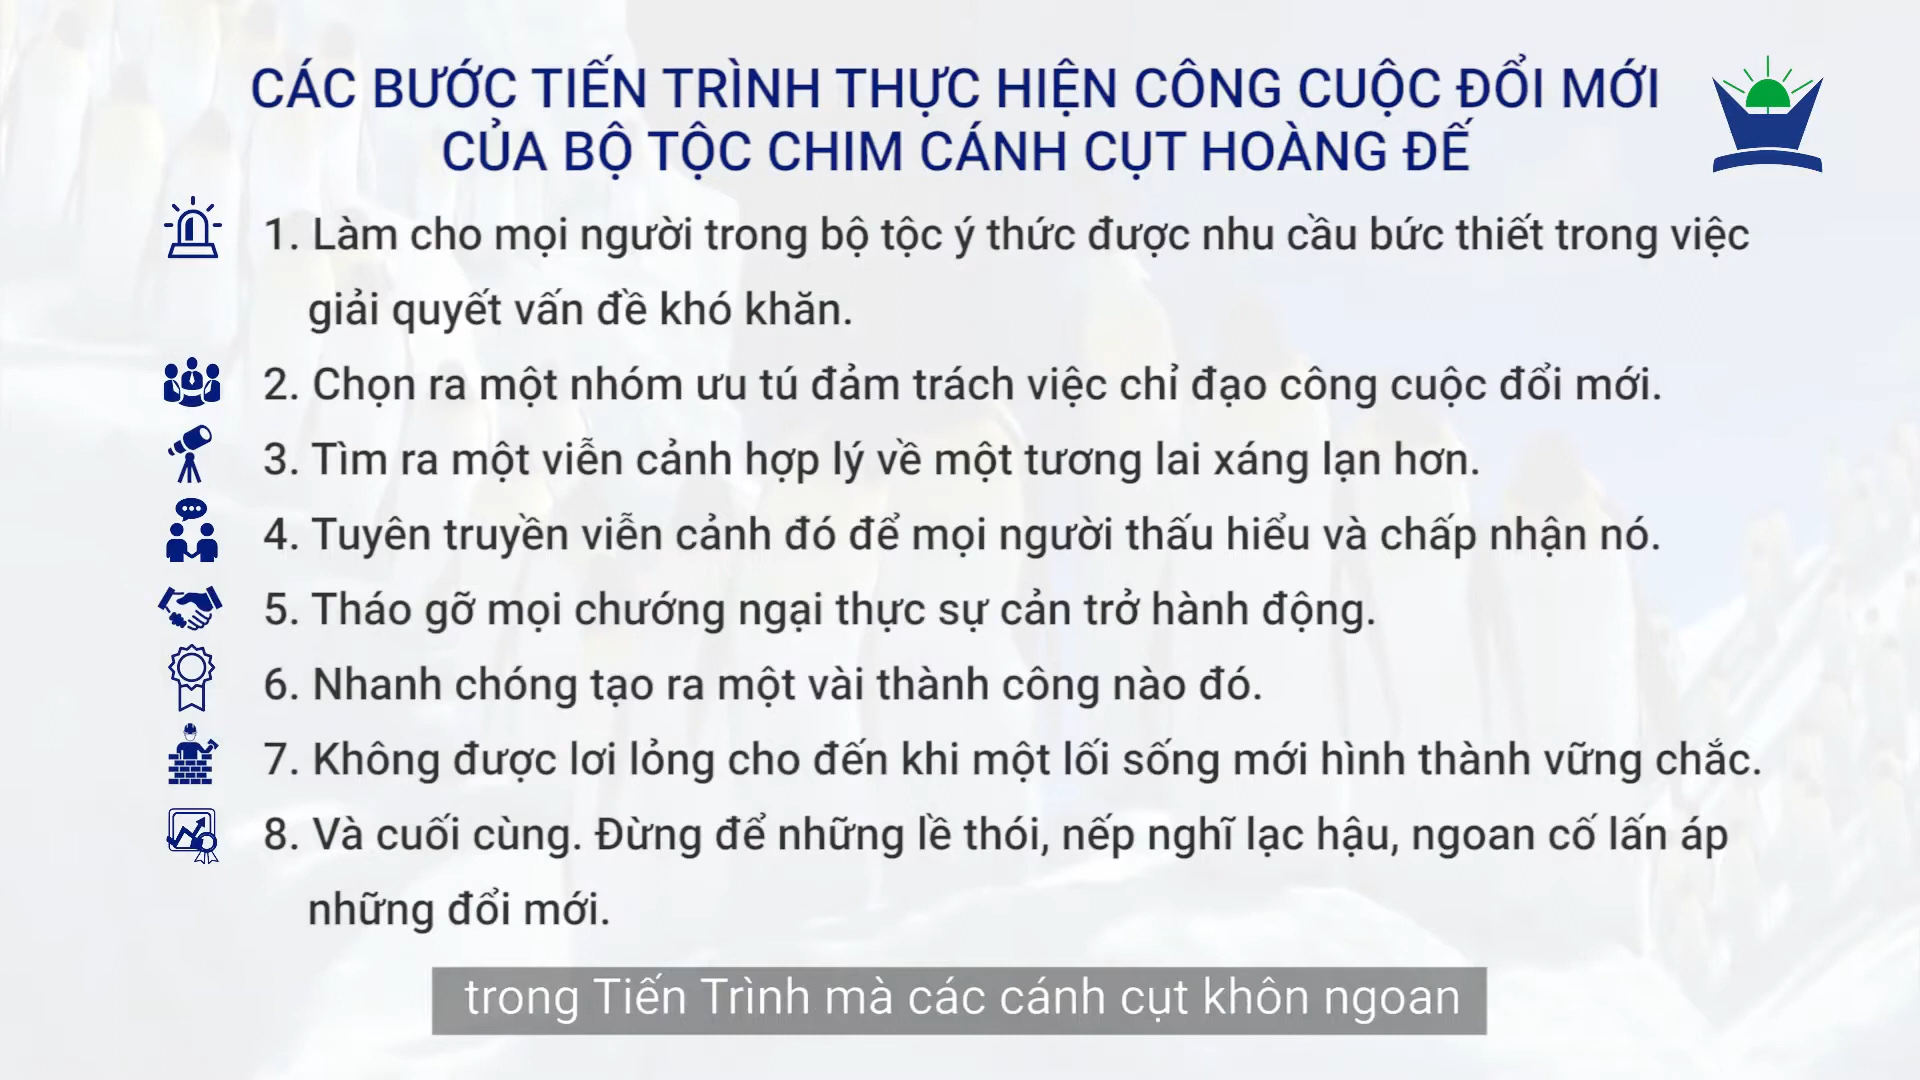 CÁC BƯỚC TIẾN TRÌNH THỰC HIỆN CÔNG CUỘC ĐỔI MỚI
CỦA BỘ TỘC CHIM CÁNH CỤT HOÀNG ĐẾ
1. Làm cho mọi người trong bộ tộc ý thức được nhu cầu bức thiết trong việc
giải quyết vấn đề khó khăn.
2. Chọn ra một nhóm ưu tú đảm trách việc chỉ đạo công cuộc đổi mới.
3. Tìm ra một viễn cảnh hợp lý về một tương lai xáng lạn hơn.
4. Tuyên truyền viễn cảnh đó để mọi người thấu hiểu và chấp nhận nó.
5. Tháo gỡ mọi chướng ngại thực sự cản trở hành động.
6. Nhanh chóng tạo ra một vài thành công nào đó.
7. Không được lơi lỏng cho đến khi một lối sống mới hình thành vững chắc.
8. Và cuối cùng. Đừng để những lề thói, nếp nghĩ lạc hậu, ngoan cố lấn áp
những đổi mới.
trong Tiến Trình mà các cánh cụt khôn ngoan